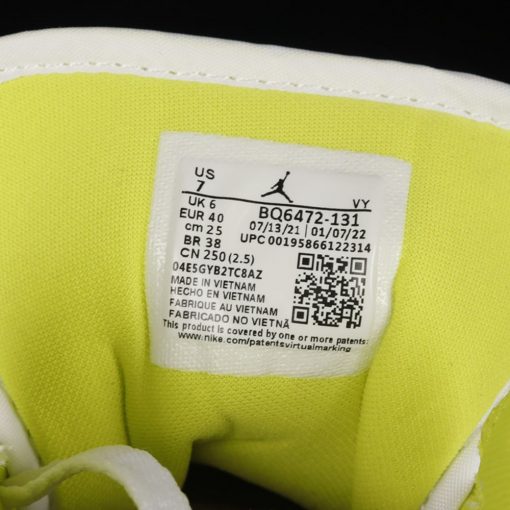 US
7 VY
UK 6 BQ6472-131
EUR 40 07/13/21 | 01/07/22
cm 25 UPC 00195866122314
BR 38
CN 250 (2.5)
04E5GYB2TC8AZ
MADE IN VIETNAM
HECHO EN VIETNAM
FABRIQUE AU VIETNAM
FABRICADO NO VIETNÃ
This product is covered by one or more patents:
www.nike.com/patentsvirtualmarking